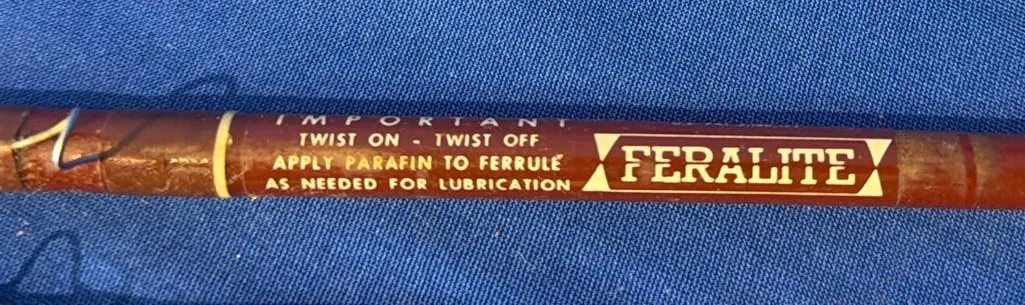 IMPORTANT
TWIST ON - TWIST OFF
APPLY PARAFIN TO FERRULE
AS NEEDED FOR LUBRICATION
FERALITE